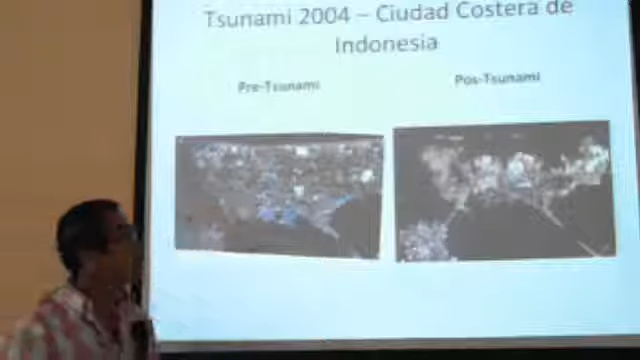 Tsunami 2004 – Ciudad Costera de
Indonesia
Pre-Tsunami
Pos-Tsunami